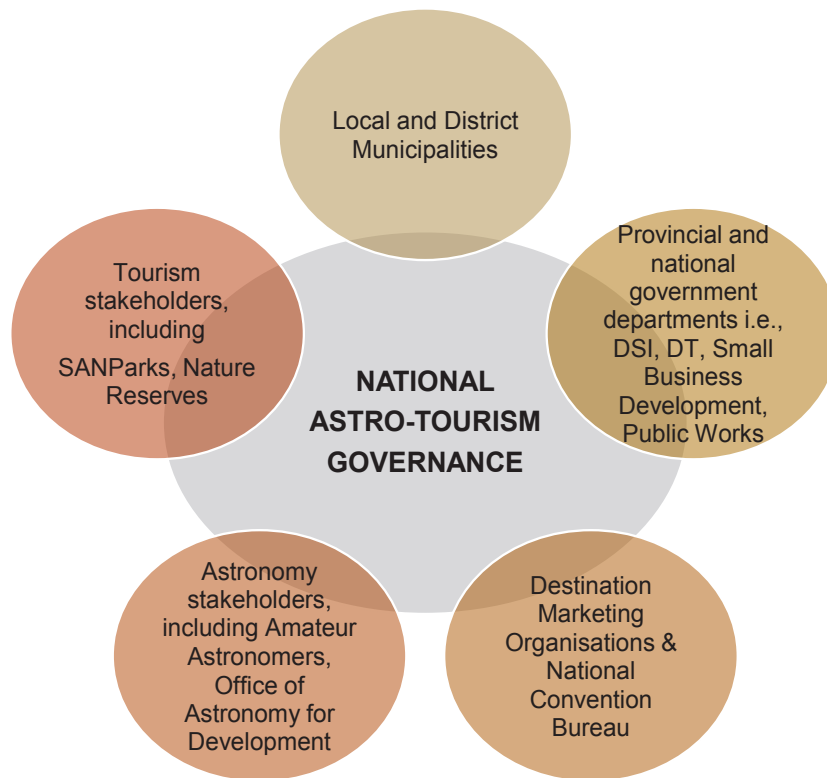 Local and District
Municipalities
Provincial and
national
government
departments i.e.,
DSI, DT, Small
Business
Development,
Public Works
Tourism
stakeholders,
including
SANParks, Nature
Reserves
NATIONAL
ASTRO-TOURISM
GOVERNANCE
Astronomy
stakeholders,
including Amateur
Astronomers,
Office of
Astronomy for
Development
Destination
Marketing
Organisations &
National
Convention
Bureau